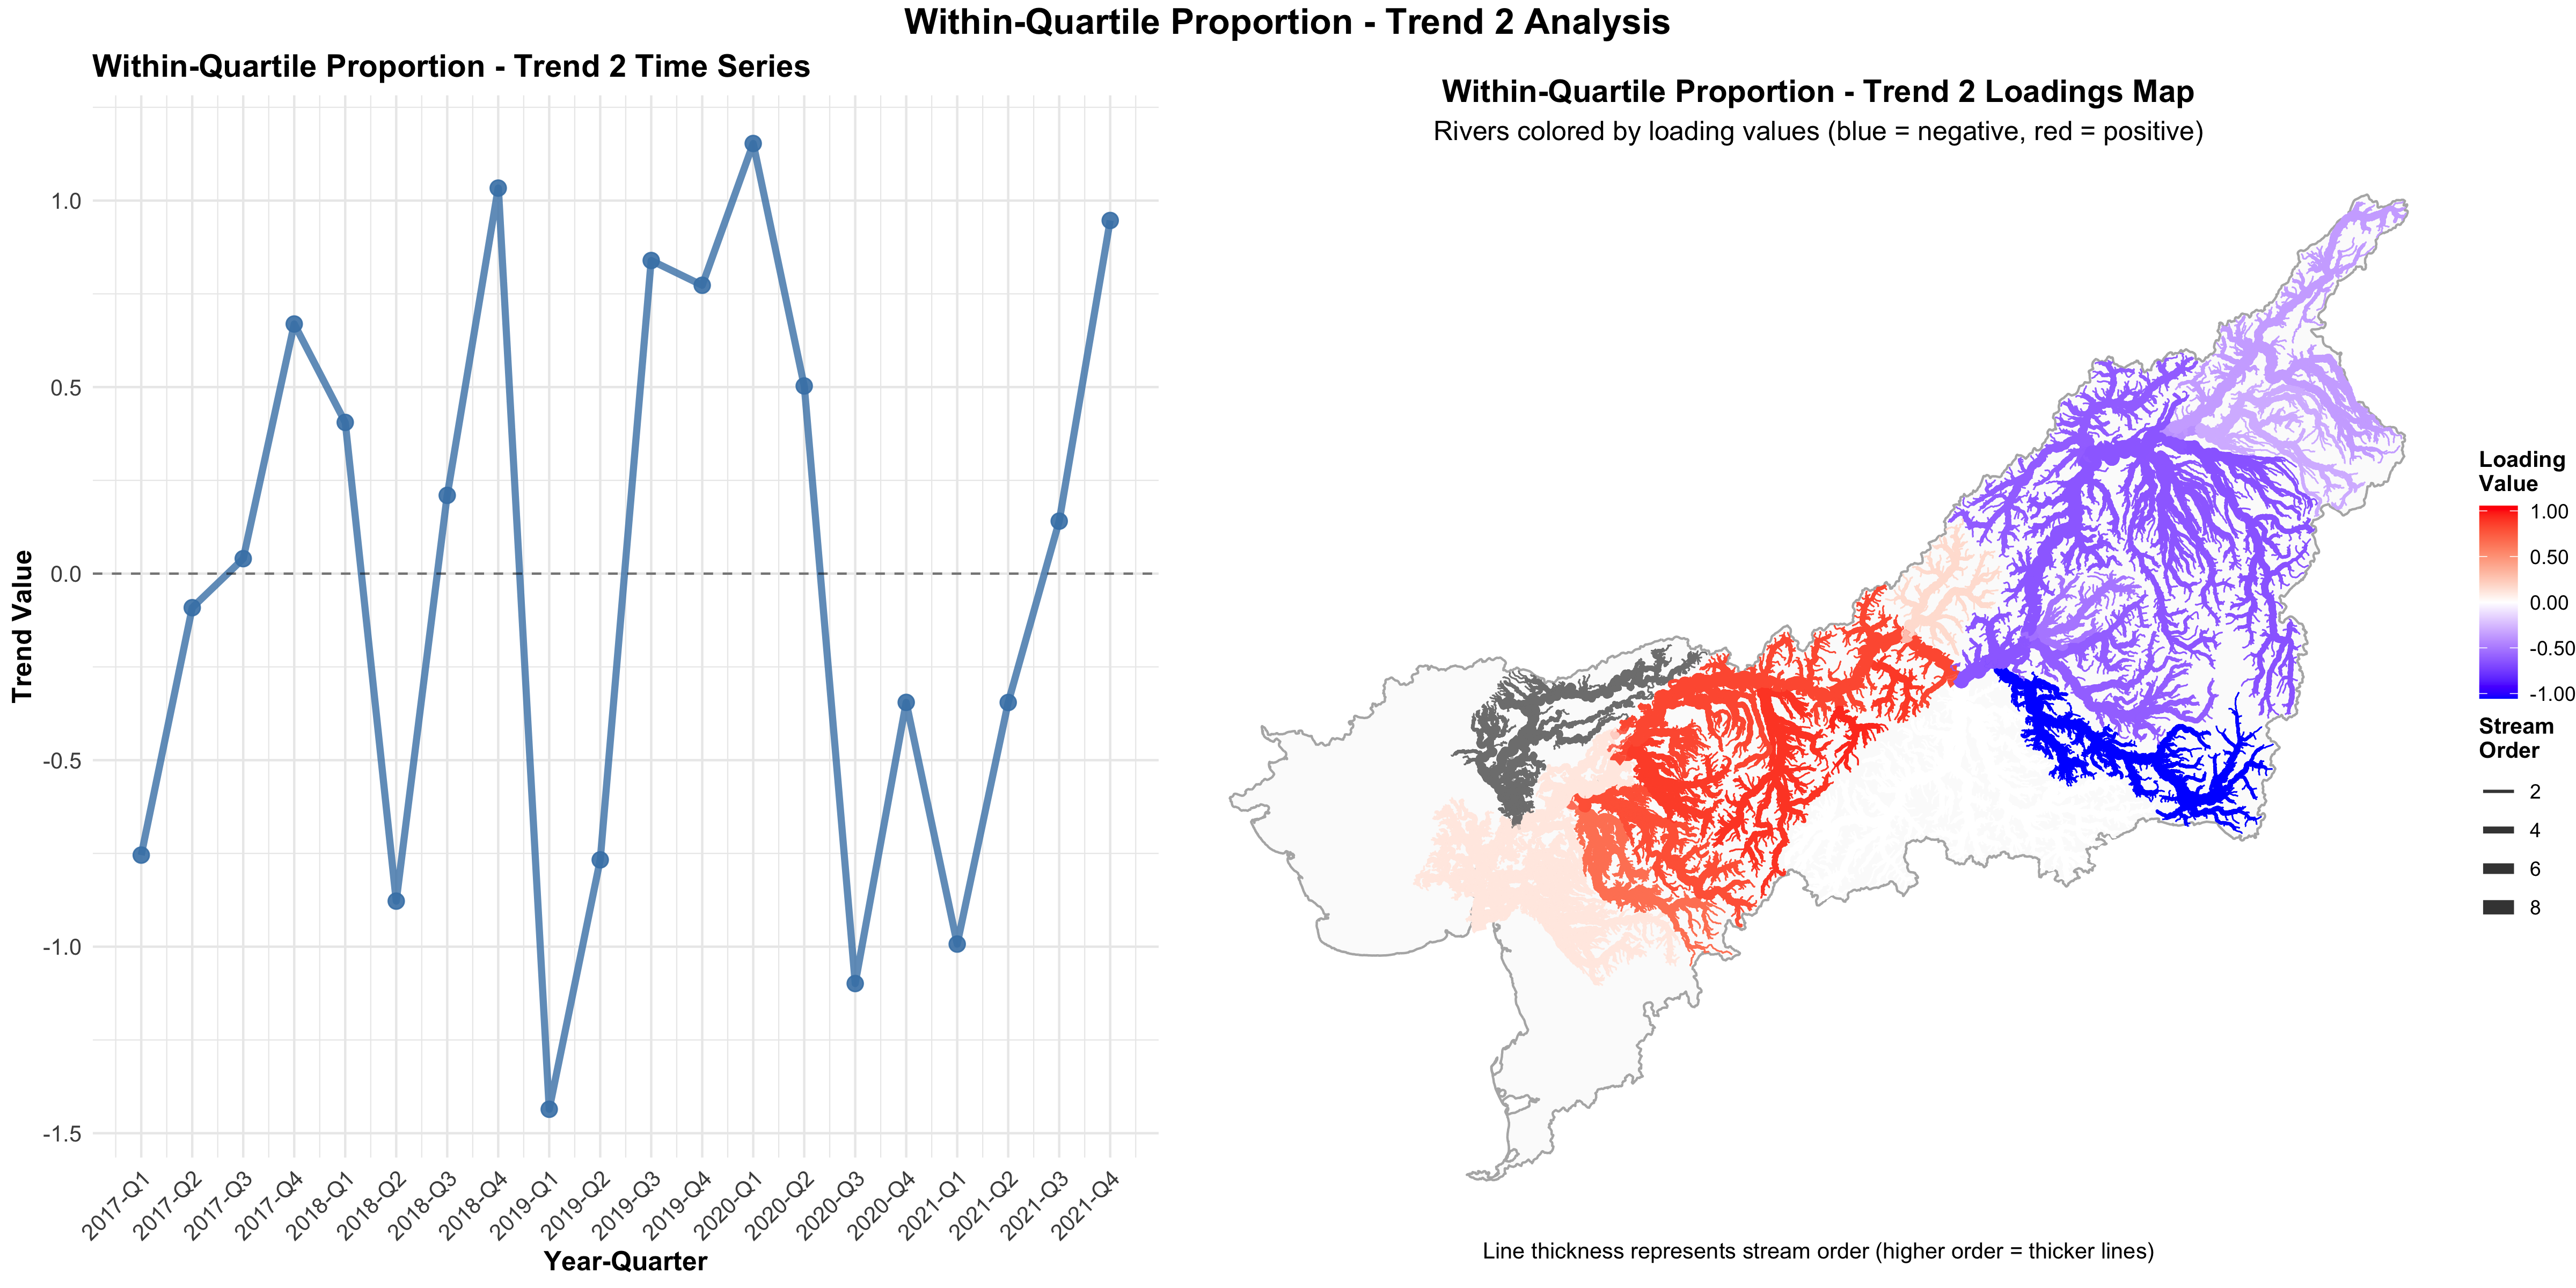 Within-Quartile Proportion - Trend 2 Analysis
Within-Quartile Proportion - Trend 2 Time Series
Trend Value
1.0
0.5
0.0
-0.5
-1.0
-1.5
2017-Q1
2017-Q2
2017-Q3
2017-Q4
2018-Q1
2018-Q2
2018-Q3
2018-Q4
2019-Q1
2019-Q2
2019-Q3
2019-Q4
2020-Q1
2020-Q2
2020-Q3
2020-Q4
2021-Q1
2021-Q2
2021-Q3
2021-Q4
Year-Quarter
Within-Quartile Proportion - Trend 2 Loadings Map
Rivers colored by loading values (blue = negative, red = positive)
Loading
Value
1.00
0.50
0.00
-0.50
-1.00
Stream
Order
2
4
6
8
Line thickness represents stream order (higher order = thicker lines)